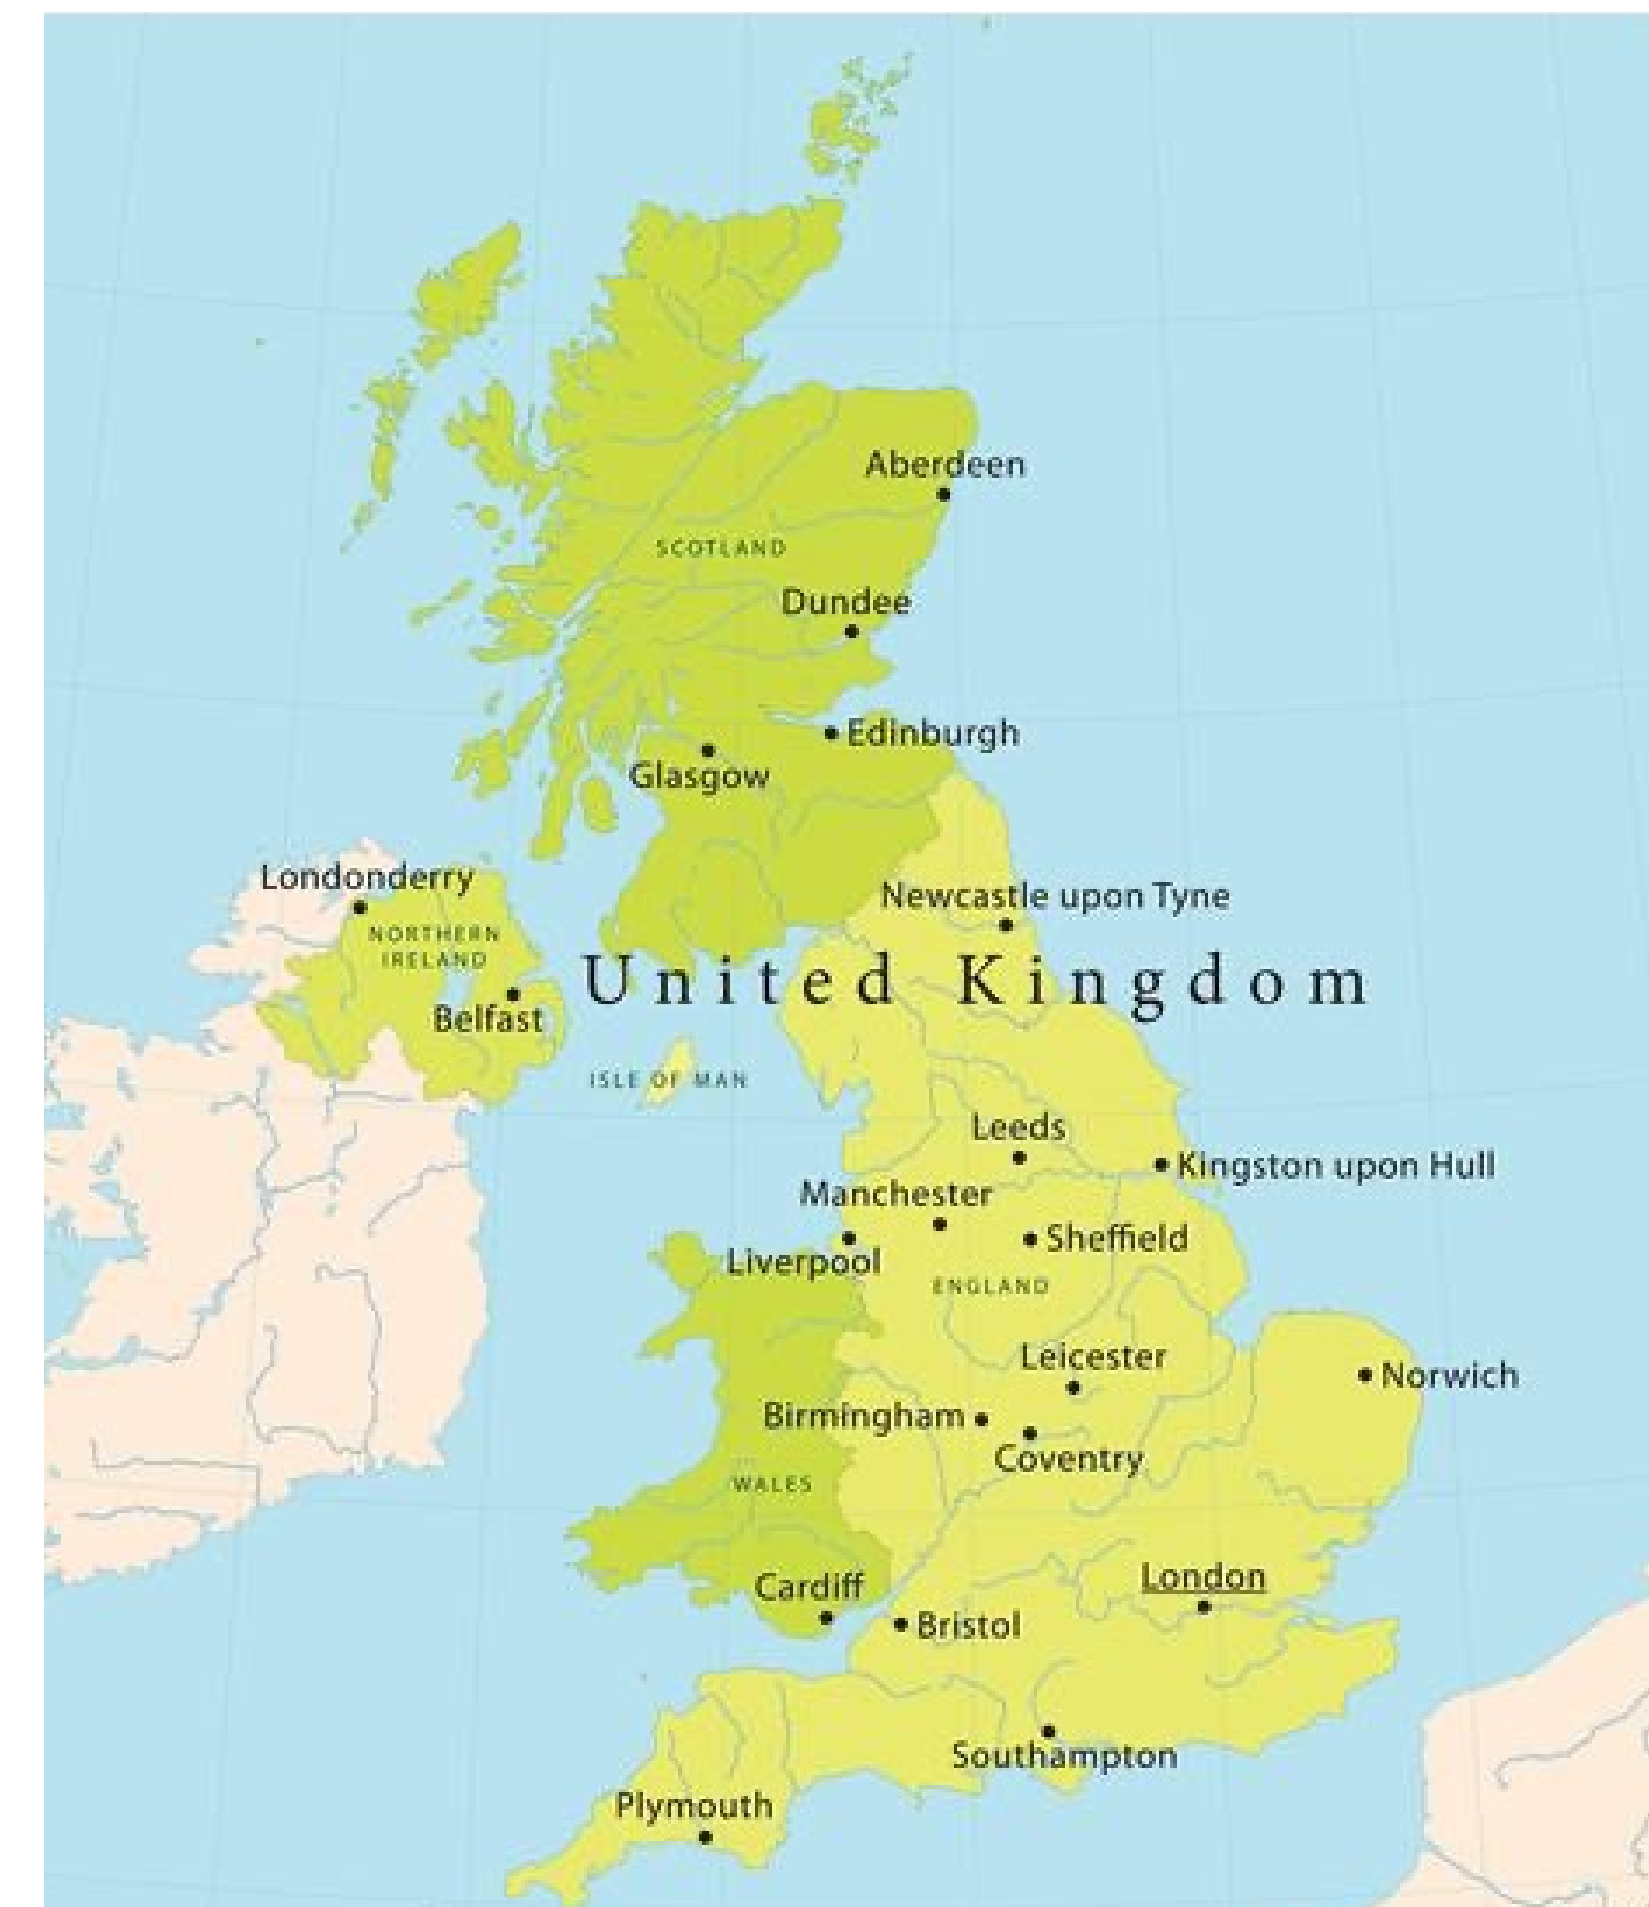 Aberdeen
SCOTLAND
Dundee
Edinburgh
Glasgow
Londonderry
Newcastle upon Tyne
NORTHERN
IRELAND
United Kingdom
Belfast
ISLE OF MAN
Leeds
Kingston upon Hull
Manchester
Sheffield
Liverpool
ENGLAND
Leicester
Norwich
Birmingham
Coventry
WALES
London
Cardiff
Bristol
Southampton
Plymouth